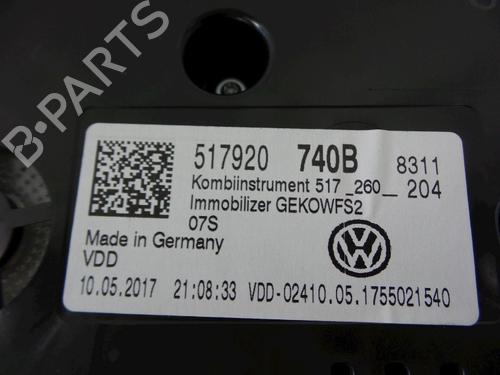 B-PARTS
517920 740B 8311
Kombiinstrument 517_260__ 204
Immobilizer GEKOWFS2
07S
Made in Germany
VDD
10.05.2017 21:08:33 VDD-02410.05.1755021540